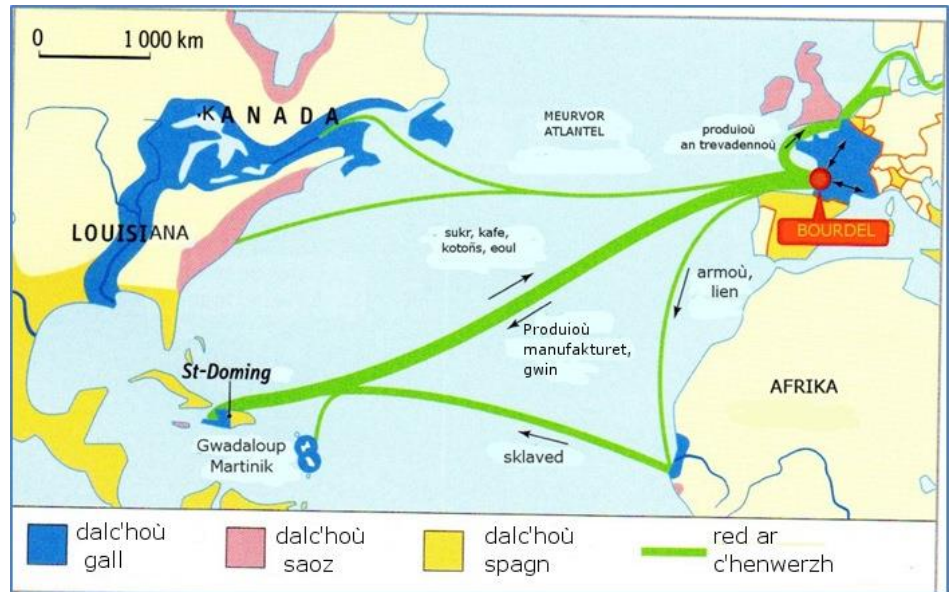 0 1 000 km
KANADA
MEURVOR
ATLANTEL
produioù
an trevadennoù
LOUISIANA
BOURDEL
sukr, kafe,
kotoñs, eoul
armoù,
lien
Produioù
manufakturet,
gwin
St-Doming
AFRIKA
Gwadaloup
Martinik
sklaved
dalc'hoù
gall
dalc'hoù
saoz
dalc'hoù
spagn
red ar
c'henwerzh